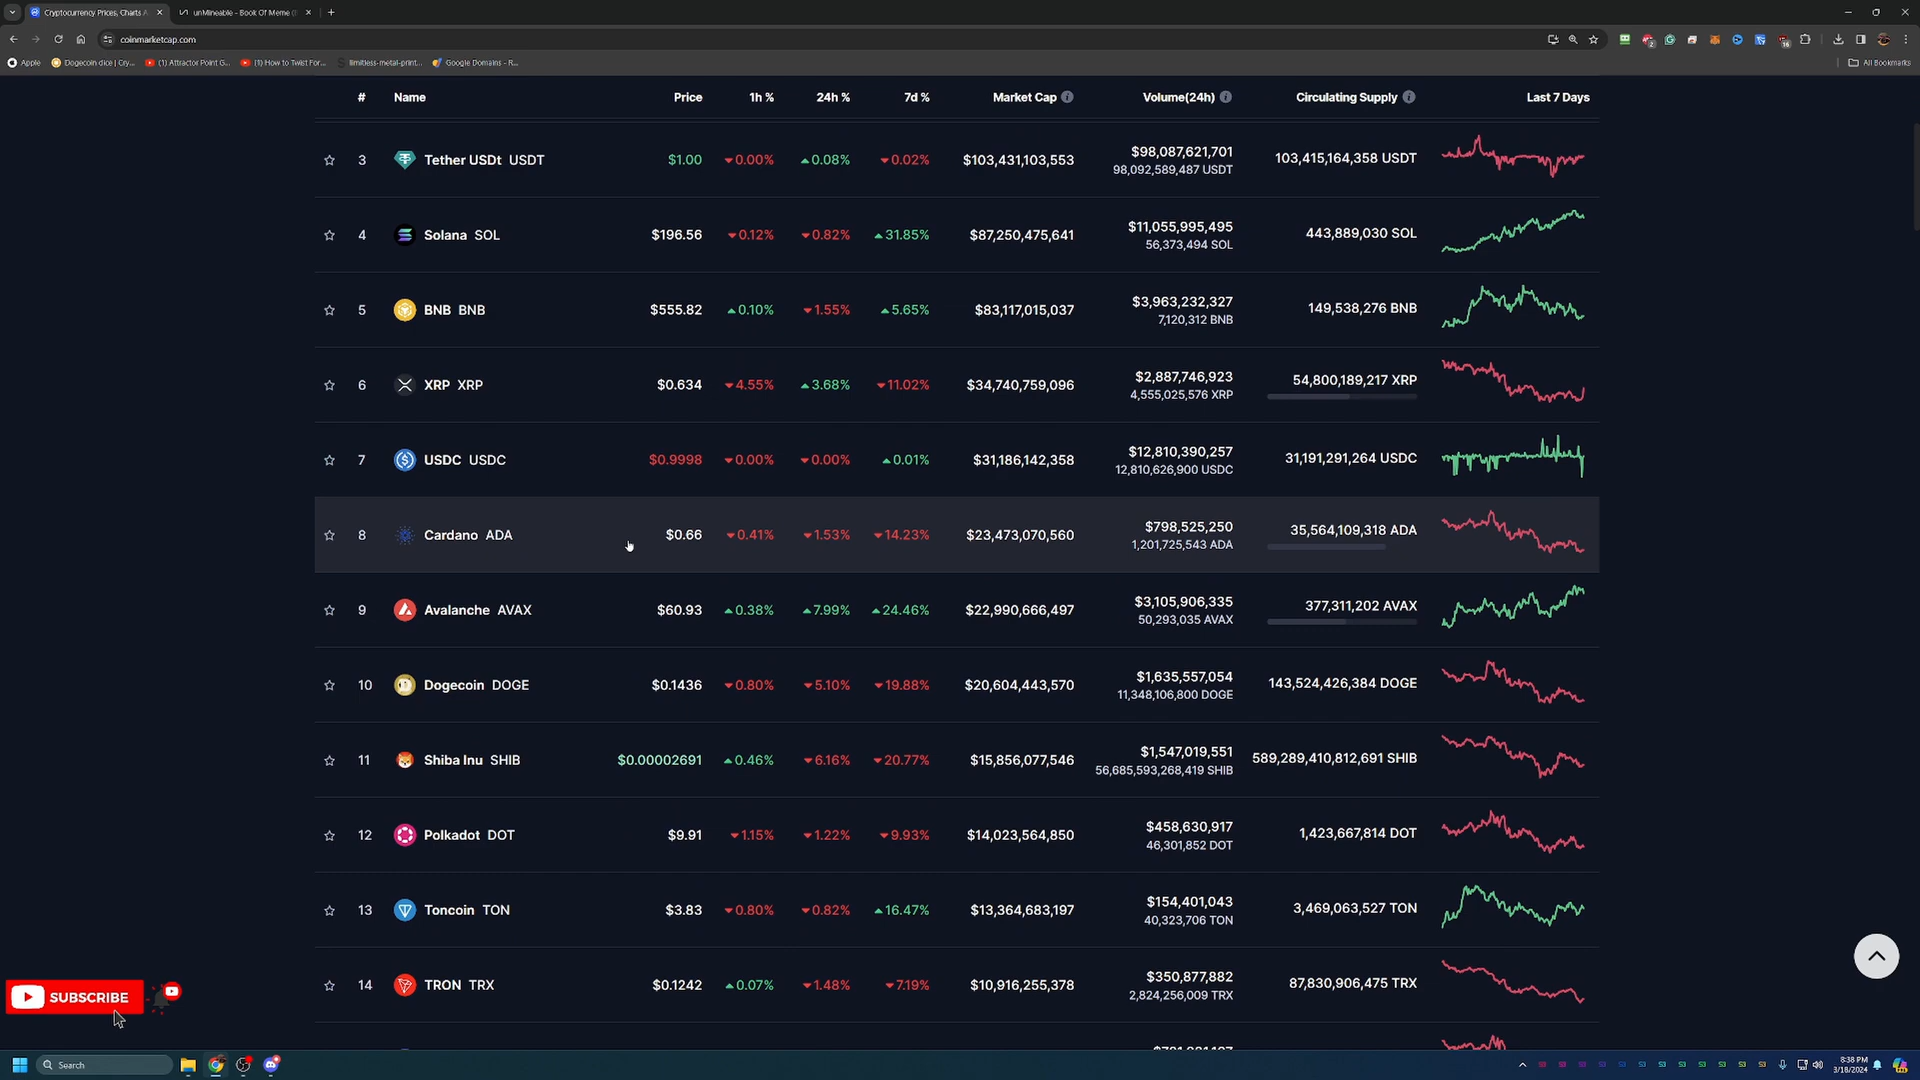 Cryptocurrency Prices, Charts A
unMineable - Book Of Meme (
coinmarketcap.com
Apple
Dogecoin dice | Cry...
(1) Attractor Point G...
(1) How to Twist For...
limitless-metal-print...
Google Domains - R...
All Bookmarks
# Name Price 1h % 24h % 7d % Market Cap Volume(24h) Circulating Supply Last 7 Days
3 Tether USDt USDT $1.00 0.00% 0.08% 0.02% $103,431,103,553 $98,087,621,701 103,415,164,358 USDT
98,092,589,487 USDT
4 Solana SOL $196.56 0.12% 0.82% 31.85% $87,250,475,641 $11,055,995,495 443,889,030 SOL
56,373,494 SOL
5 BNB BNB $555.82 0.10% 1.55% 5.65% $83,117,015,037 $3,963,232,327 149,538,276 BNB
7,120,312 BNB
6 XRP XRP $0.634 4.55% 3.68% 11.02% $34,740,759,096 $2,887,746,923 54,800,189,217 XRP
4,555,025,576 XRP
7 USDC USDC $0.9998 0.00% 0.00% 0.01% $31,186,142,358 $12,810,390,257 31,191,291,264 USDC
12,810,626,900 USDC
8 Cardano ADA $0.66 0.41% 1.53% 14.23% $23,473,070,560 $798,525,250 35,564,109,318 ADA
1,201,725,543 ADA
9 Avalanche AVAX $60.93 0.38% 7.99% 24.46% $22,990,666,497 $3,105,906,335 377,311,202 AVAX
50,293,035 AVAX
10 Dogecoin DOGE $0.1436 0.80% 5.10% 19.88% $20,604,443,570 $1,635,557,054 143,524,426,384 DOGE
11,348,106,800 DOGE
11 Shiba Inu SHIB $0.00002691 0.46% 6.16% 20.77% $15,856,077,546 $1,547,019,551 589,289,410,812,691 SHIB
56,685,593,268,419 SHIB
12 Polkadot DOT $9.91 1.15% 1.22% 9.93% $14,023,564,850 $458,630,917 1,423,667,814 DOT
46,301,852 DOT
13 Toncoin TON $3.83 0.80% 0.82% 16.47% $13,364,683,197 $154,401,043 3,469,063,527 TON
40,323,706 TON
14 TRON TRX $0.1242 0.07% 1.48% 7.19% $10,916,255,378 $350,877,882 87,830,906,475 TRX
2,824,256,009 TRX
SUBSCRIBE
Search
8:38 PM
3/18/2024